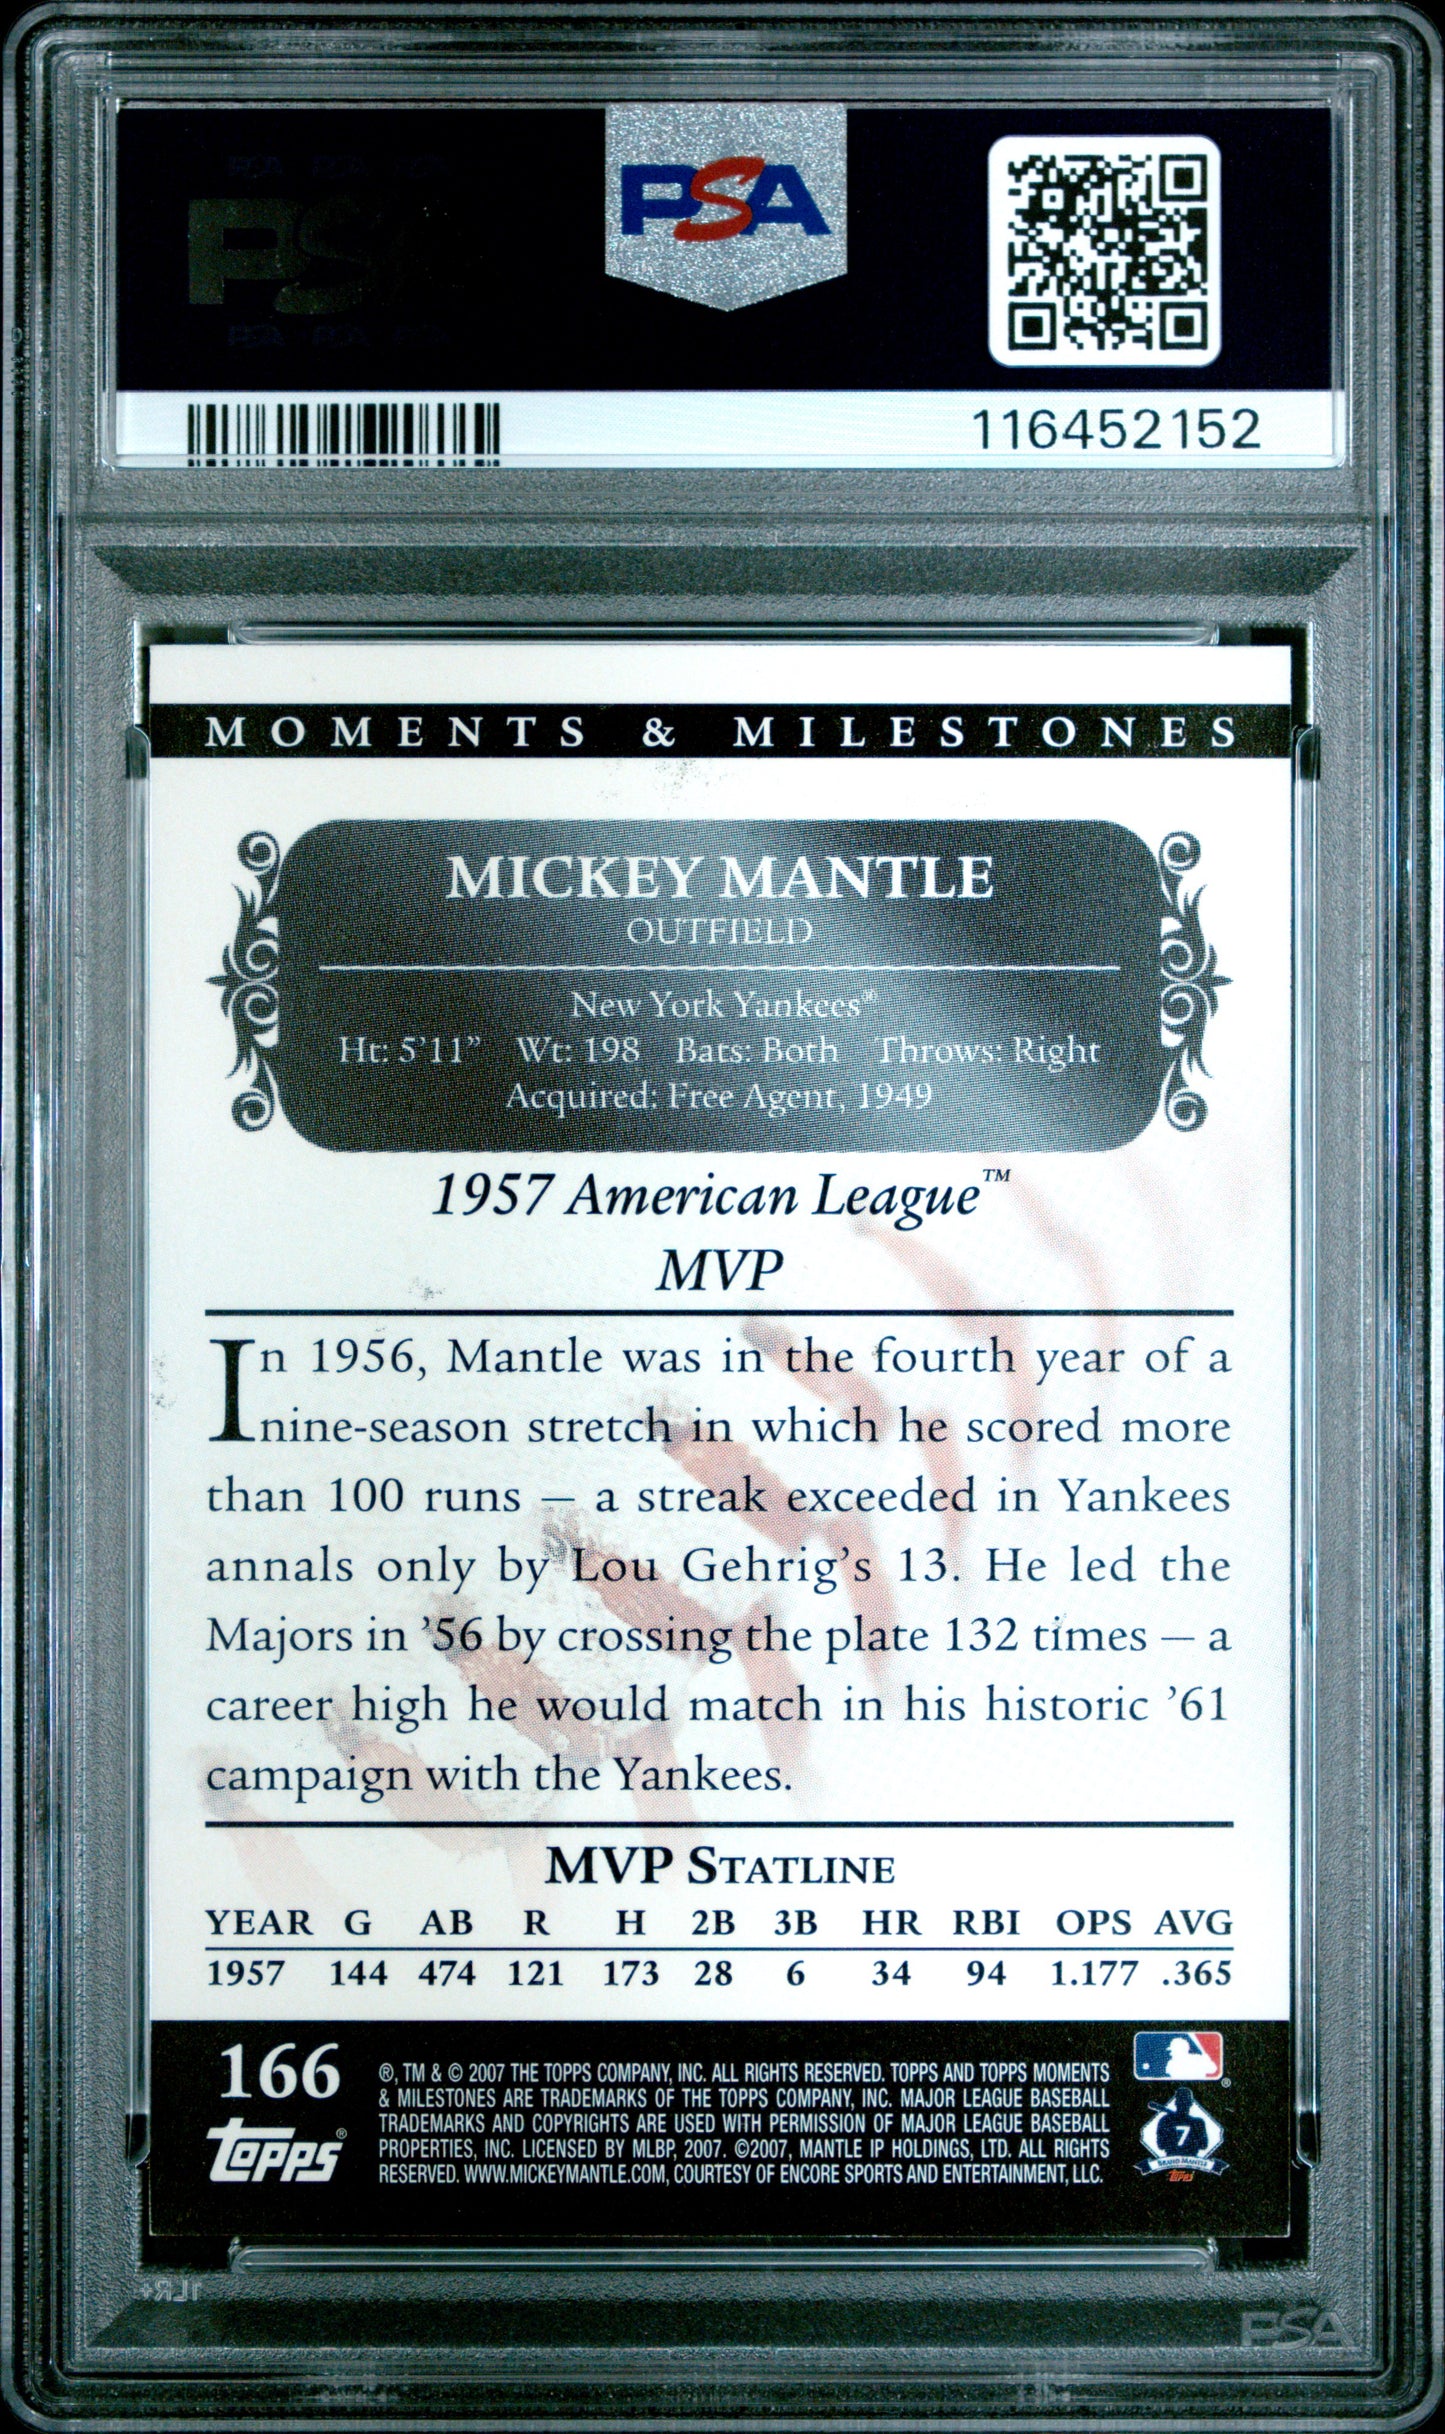 PSA
116452152
MOMENTS & MILESTONES
MICKEY MANTLE
OUTFIELD
New York Yankees®
Ht: 5'11” Wt: 198 Bats: Both Throws: Right
Acquired: Free Agent, 1949
1957 American League™
MVP
In 1956, Mantle was in the fourth year of a
nine-season stretch in which he scored more
than 100 runs – a streak exceeded in Yankees
annals only by Lou Gehrig's 13. He led the
Majors in '56 by crossing the plate 132 times – a
career high he would match in his historic '61
campaign with the Yankees.
MVP STATLINE
YEAR G AB R H 2B 3B HR RBI OPS AVG
1957 144 474 121 173 28 6 34 94 1.177 .365
166
Topps®
®, TM & © 2007 THE TOPPS COMPANY, INC. ALL RIGHTS RESERVED. TOPPS AND TOPPS MOMENTS
& MILESTONES ARE TRADEMARKS OF THE TOPPS COMPANY, INC. MAJOR LEAGUE BASEBALL
TRADEMARKS AND COPYRIGHTS ARE USED WITH PERMISSION OF MAJOR LEAGUE BASEBALL
PROPERTIES, INC. LICENSED BY MLBP, 2007. ©2007, MANTLE IP HOLDINGS, LTD. ALL RIGHTS
RESERVED. WWW.MICKEYMANTLE.COM, COURTESY OF ENCORE SPORTS AND ENTERTAINMENT, LLC.
7
Topps
PSA